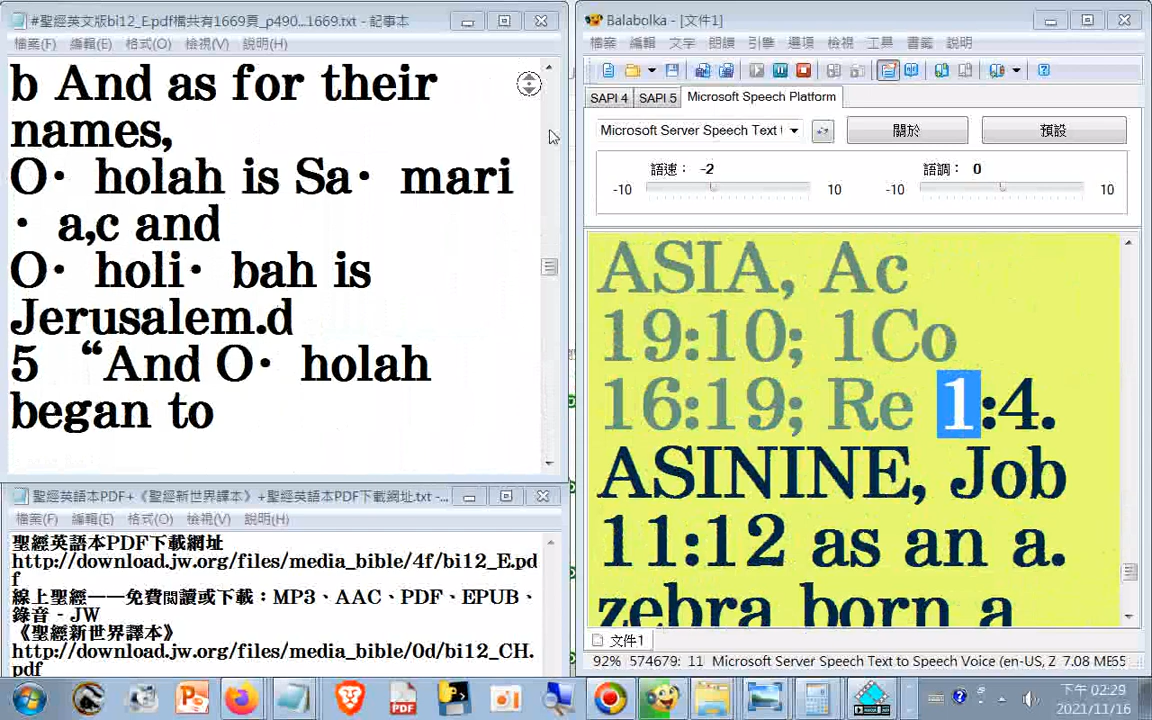 #聖經英文版bi12_E.pdf檔共有1669頁_p490...1669.txt - 記事本
檔案(F) 編輯(E) 格式(O) 檢視(V) 說明(H)
b And as for their
names,
O· holah is Sa· mari
· a,c and
O· holi· bah is
Jerusalem.d
5 “And O· holah
began to
聖經英語本PDF+《聖經新世界譯本》+聖經英語本PDF下載網址.txt -...
檔案(F) 編輯(E) 格式(O) 檢視(V) 說明(H)
聖經英語本PDF下載網址
http://download.jw.org/files/media_bible/4f/bi12_E.pd
f
線上聖經——免費閱讀或下載：MP3、AAC、PDF、EPUB、
錄音 - JW
《聖經新世界譯本》
http://download.jw.org/files/media_bible/0d/bi12_CH.
pdf
Balabolka - [文件1]
檔案 編輯 文字 朗讀 引擎 選項 檢視 工具 書籤 說明
SAPI 4 SAPI 5 Microsoft Speech Platform
Microsoft Server Speech Text 關於 預設
語速： -2 語調： 0
-10 10 -10 10
ASIA, Ac
19:10; 1Co
16:19; Re 1:4.
ASININE, Job
11:12 as an a.
zebra born a
文件1
92% 574679: 11 Microsoft Server Speech Text to Speech Voice (en-US, Z 7.08 MB
下午 02:29
2021/11/16